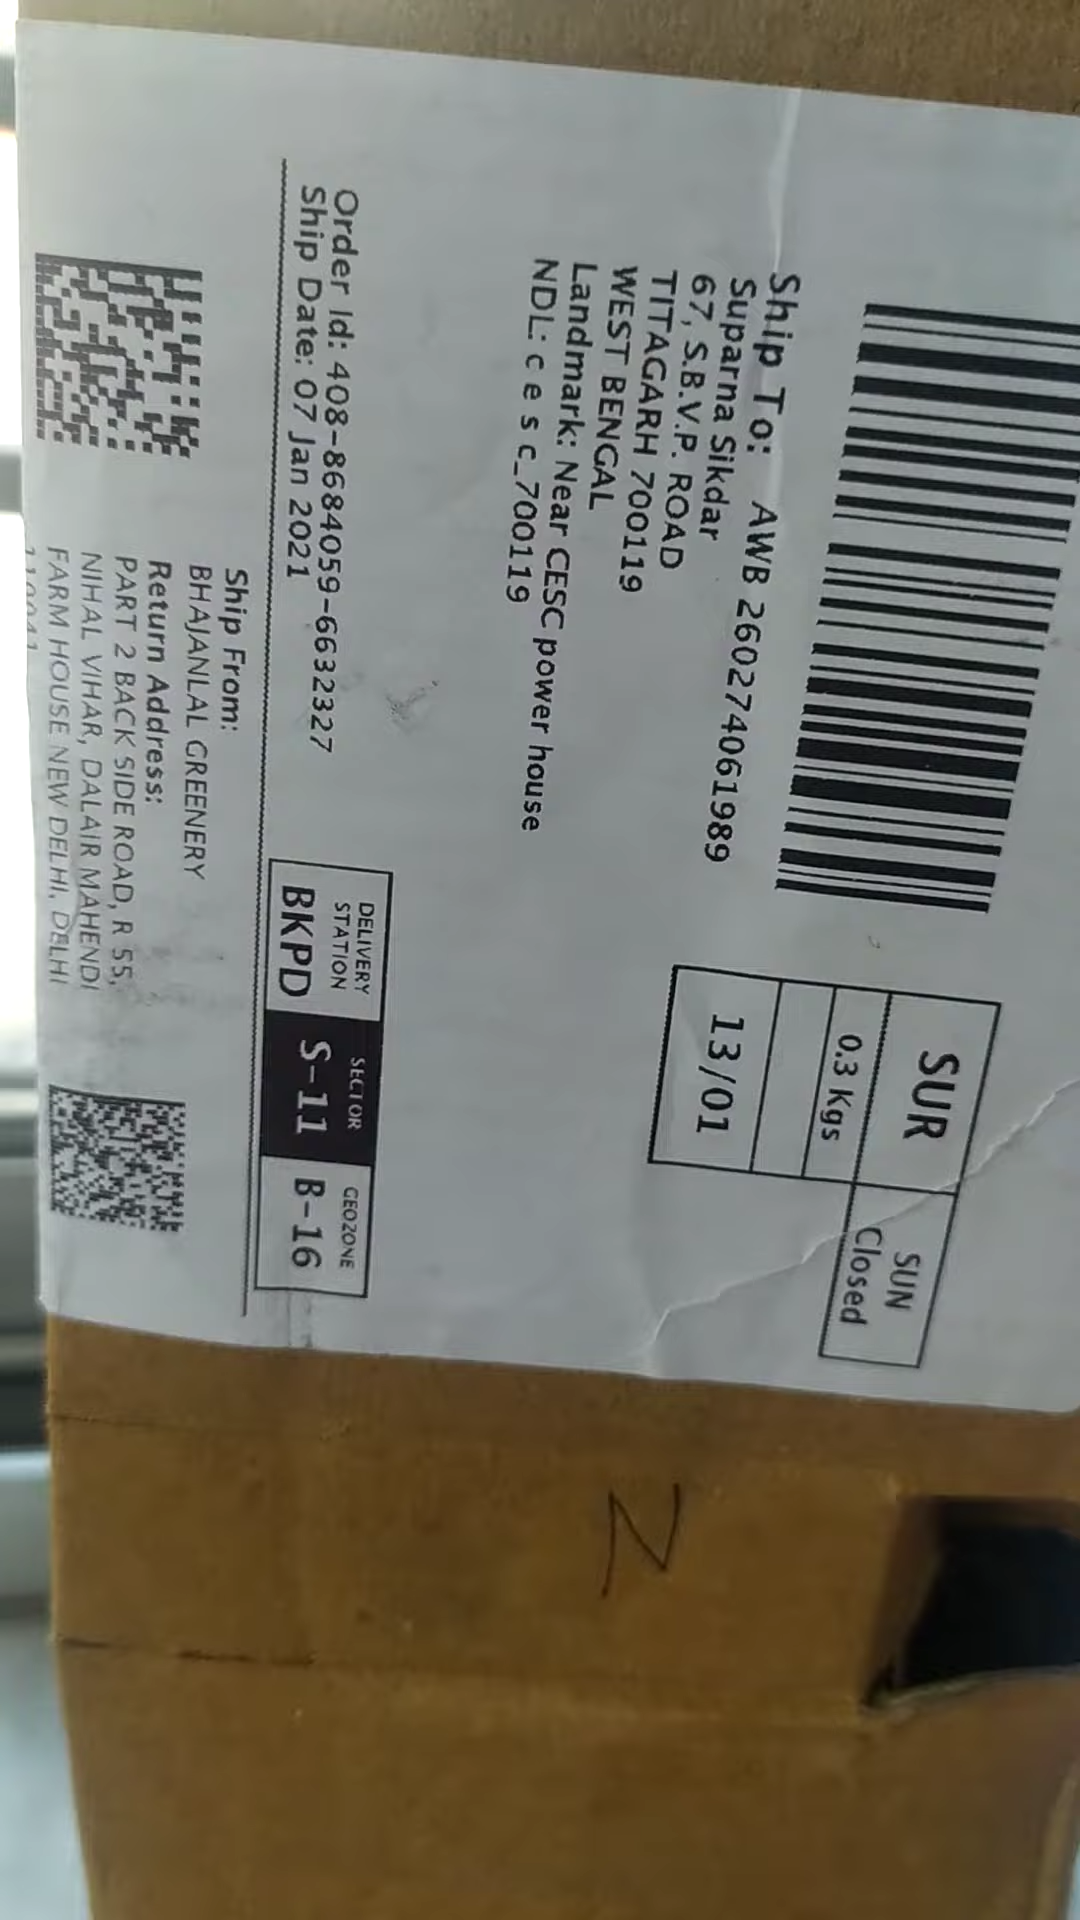 SUR
SUN
Closed
0.3 Kgs
13/01
Ship To: AWB 260274061989
Suparna Sikdar
67, S.B.V.P. ROAD
TITAGARH 700119
WEST BENGAL
Landmark: Near CESC power house
NDL: c e s c_700119
Order Id: 408-8684059-6632327
Ship Date: 07 Jan 2021
DELIVERY
STATION
BKPD
SECTOR
S-11
GEOZONE
B-16
Ship From:
BHAJANLAL GREENERY
Return Address:
PART 2 BACK SIDE ROAD, R 55,
NIHAL VIHAR, DALAIR MAHENDI
FARM HOUSE NEW DELHI, DELHI
Z